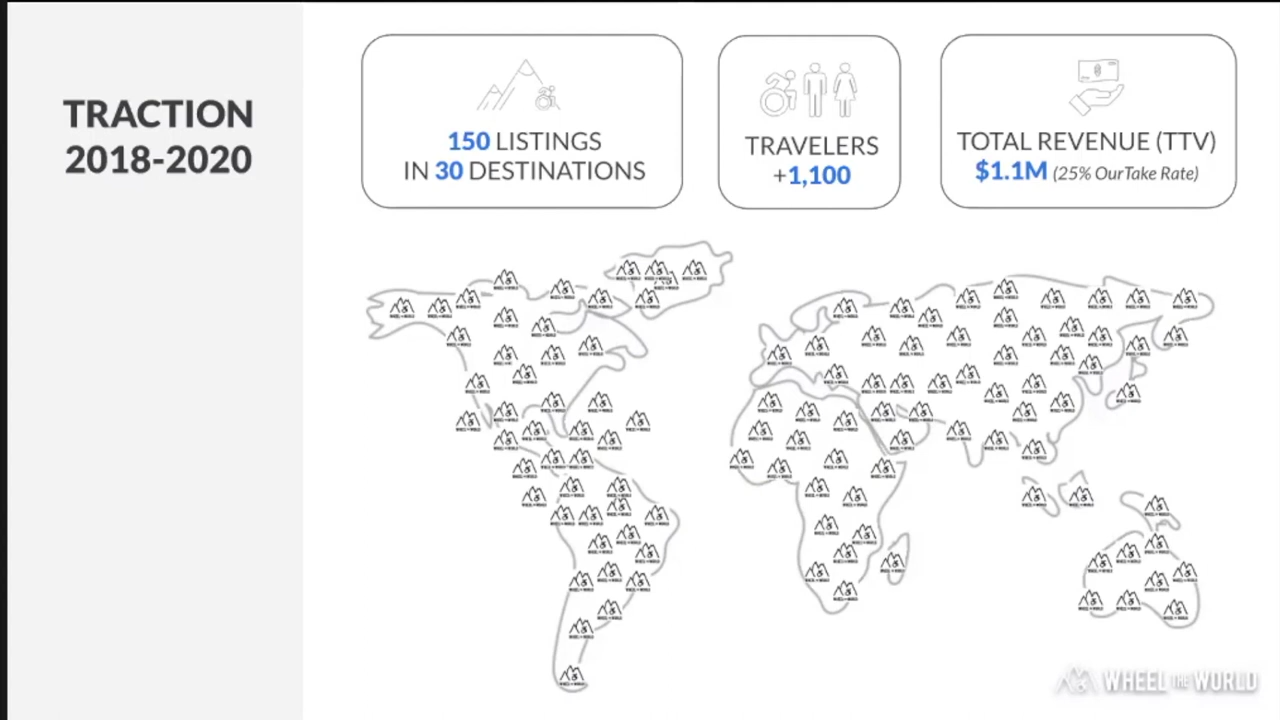 TRACTION
2018-2020
150 LISTINGS
IN 30 DESTINATIONS
TRAVELERS
+1,100
TOTAL REVENUE (TTV)
$1.1M (25% OurTake Rate)
WHEEL THE WORLD